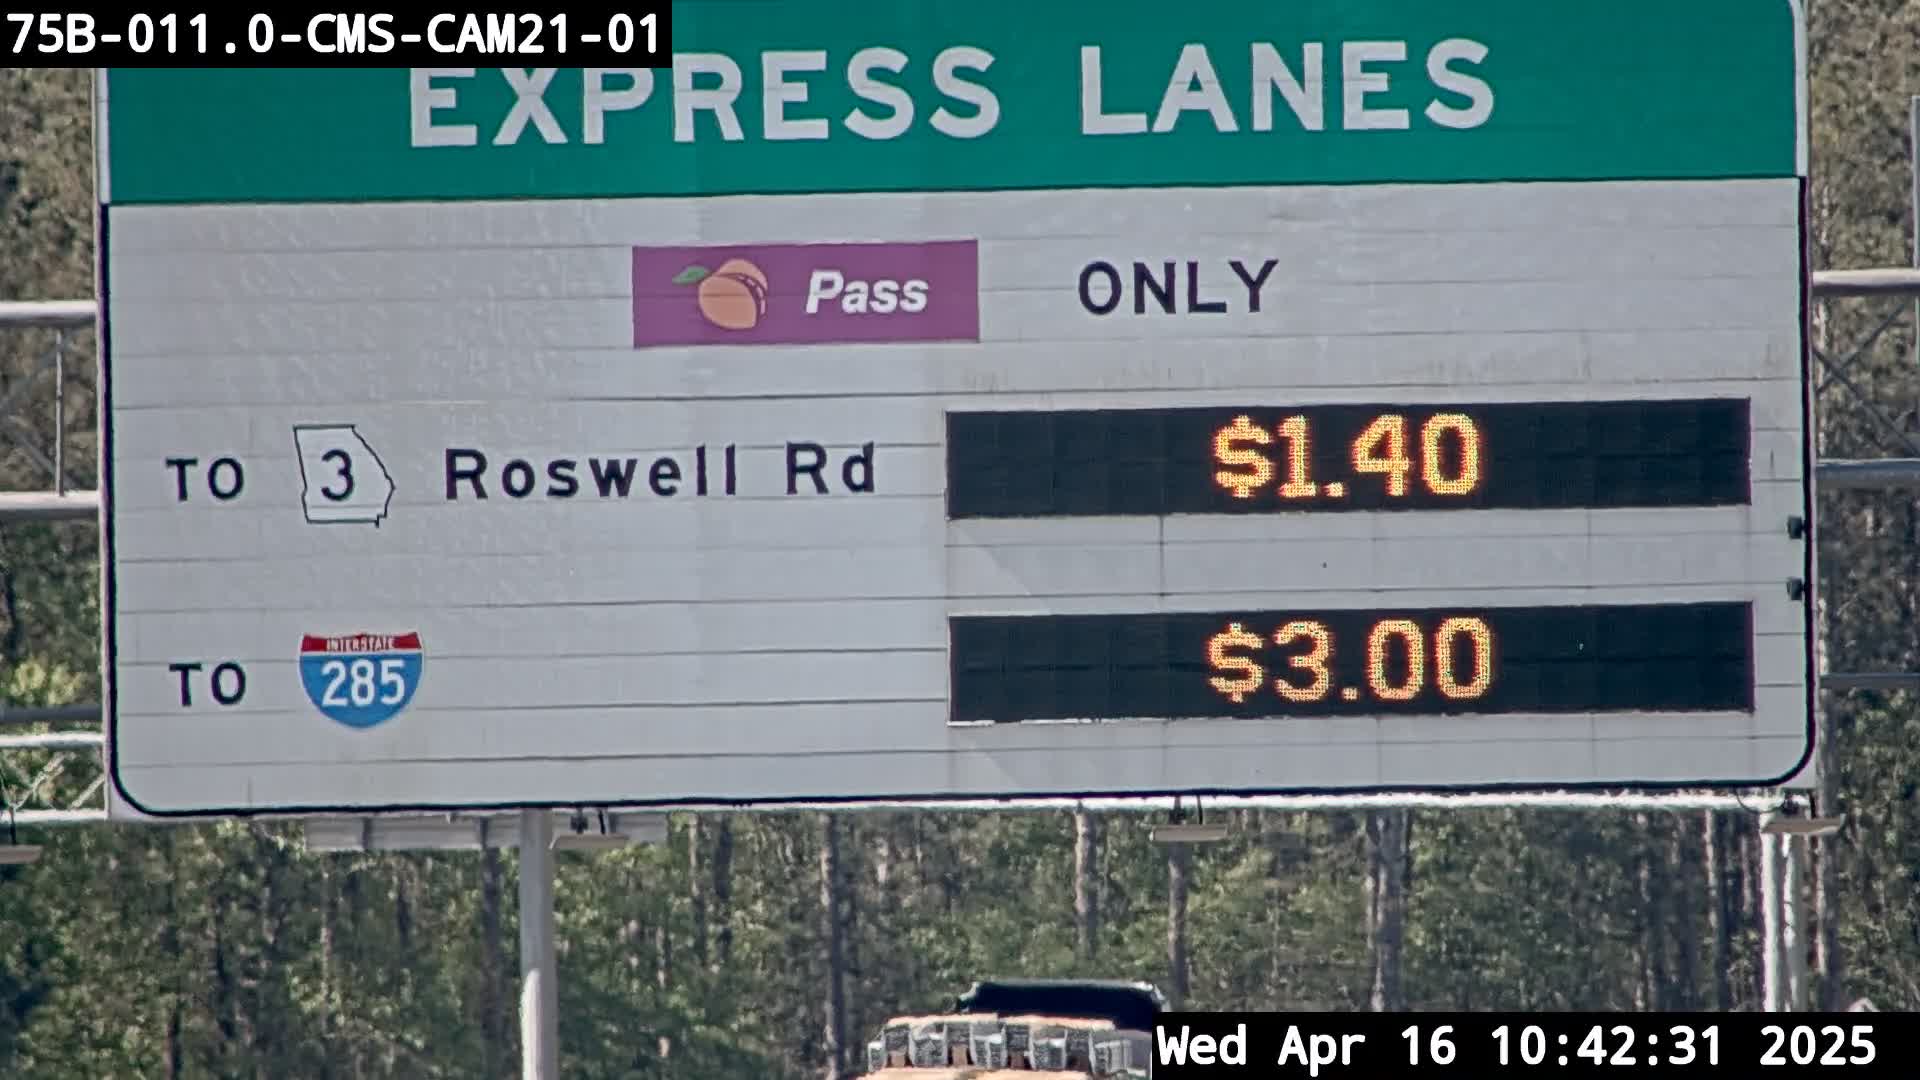 75B-011.0-CMS-CAM21-01
EXPRESS LANES
Pass ONLY
TO 3 Roswell Rd $1.40
INTERSTATE
TO 285 $3.00
Wed Apr 16 10:42:31 2025